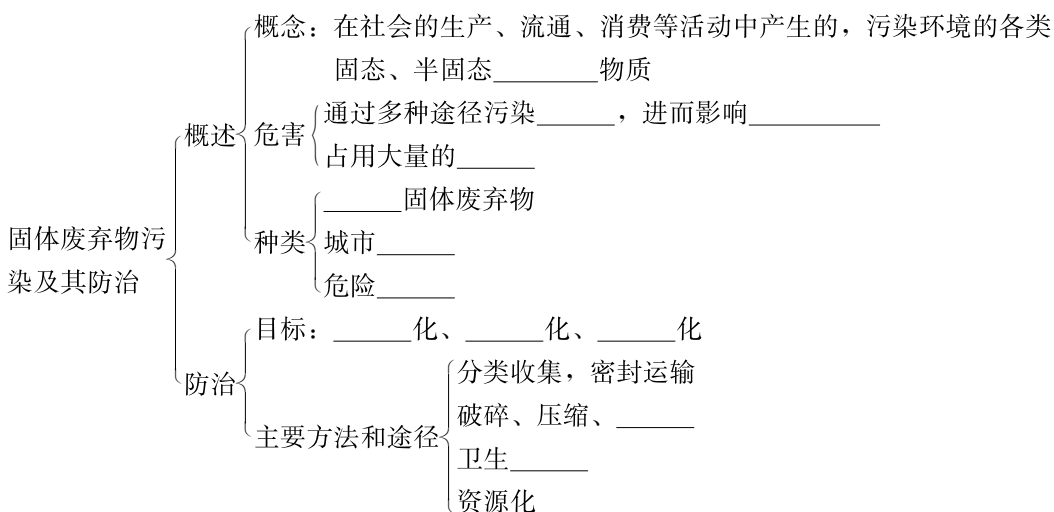 概念：在社会的生产、流通、消费等活动中产生的，污染环境的各类
固态、半固态________物质
通过多种途径污染______，进而影响__________
危害
概述
占用大量的______
______固体废弃物
种类
城市______
固体废弃物污
染及其防治
危险______
目标：______化、______化、______化
防治
分类收集，密封运输
破碎、压缩、______
主要方法和途径
卫生______
资源化